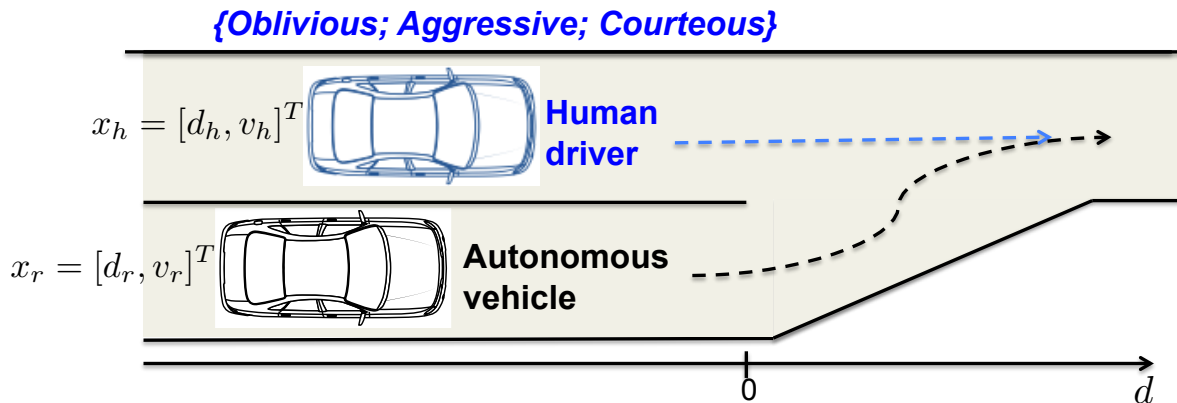 {Oblivious; Aggressive; Courteous}
x_h = [d_h, v_h]^T
Human
driver
x_r = [d_r, v_r]^T
Autonomous
vehicle
0
d